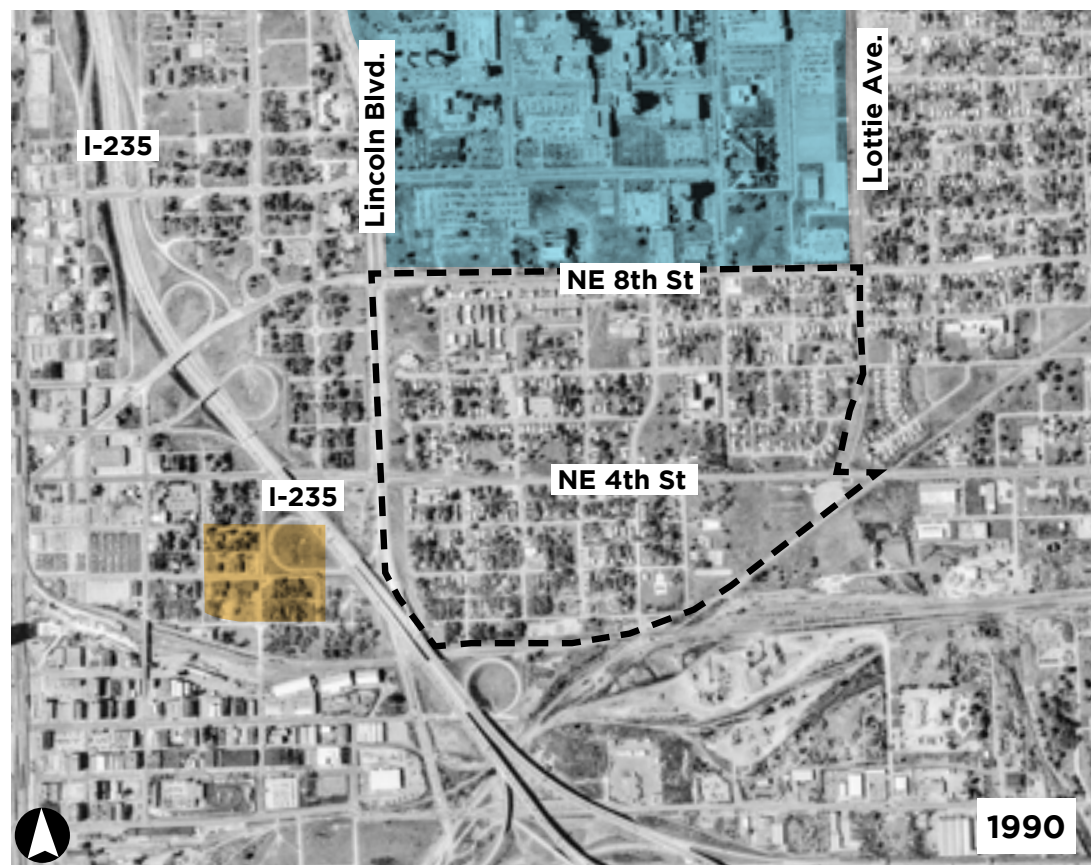 Lincoln Blvd.
Lottie Ave.
I-235
NE 8th St
NE 4th St
I-235
1990